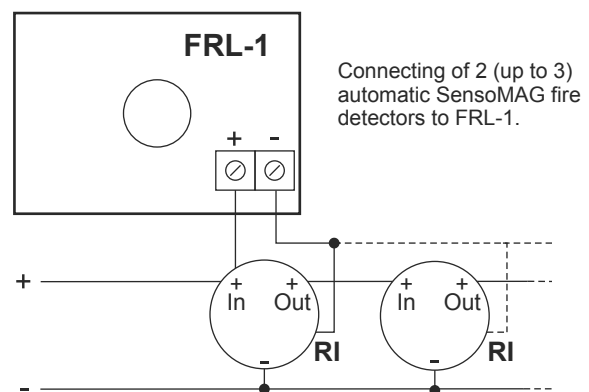 FRL-1
Connecting of 2 (up to 3)
automatic SensoMAG fire
detectors to FRL-1.
+ -
+
+ +
In Out
+ +
In Out
- RI
- RI
-